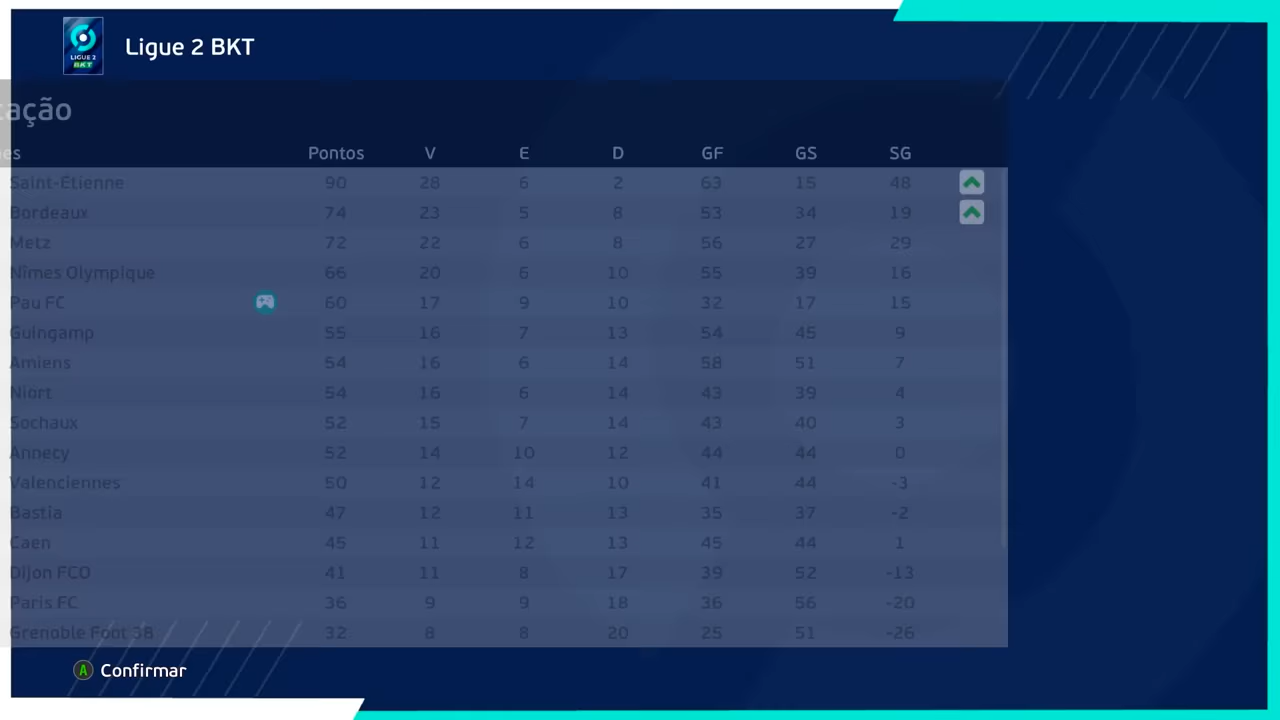 LIGUE 2
BKT
Ligue 2 BKT
ação
es Pontos V E D GF GS SG
Saint-Étienne 90 28 6 2 63 15 48
Bordeaux 74 23 5 8 53 34 19
Metz 72 22 6 8 56 27 29
Nîmes Olympique 66 20 6 10 55 39 16
Pau FC 60 17 9 10 32 17 15
Guingamp 55 16 7 13 54 45 9
Amiens 54 16 6 14 58 51 7
Niort 54 16 6 14 43 39 4
Sochaux 52 15 7 14 43 40 3
Annecy 52 14 10 12 44 44 0
Valenciennes 50 12 14 10 41 44 -3
Bastia 47 12 11 13 35 37 -2
Caen 45 11 12 13 45 44 1
Dijon FCO 41 11 8 17 39 52 -13
Paris FC 36 9 9 18 36 56 -20
Grenoble Foot 38 32 8 8 20 25 51 -26
A Confirmar